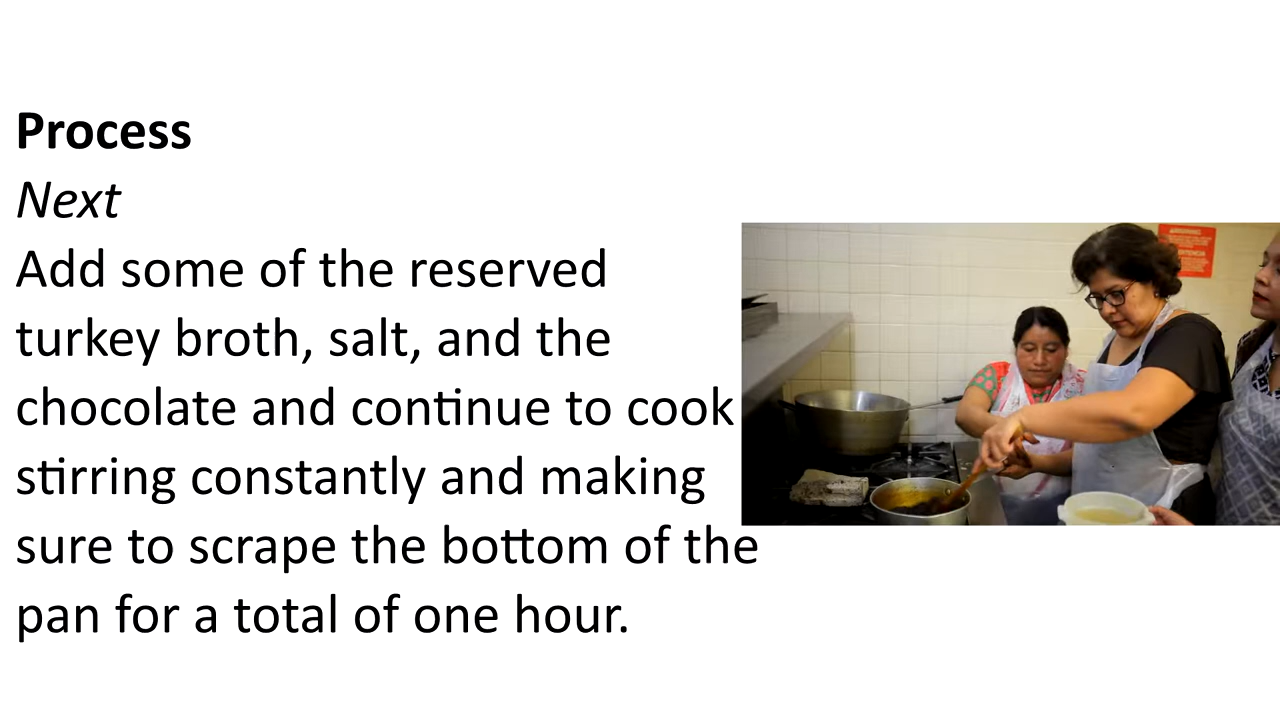 Process
Next
Add some of the reserved
turkey broth, salt, and the
chocolate and continue to cook
stirring constantly and making
sure to scrape the bottom of the
pan for a total of one hour.